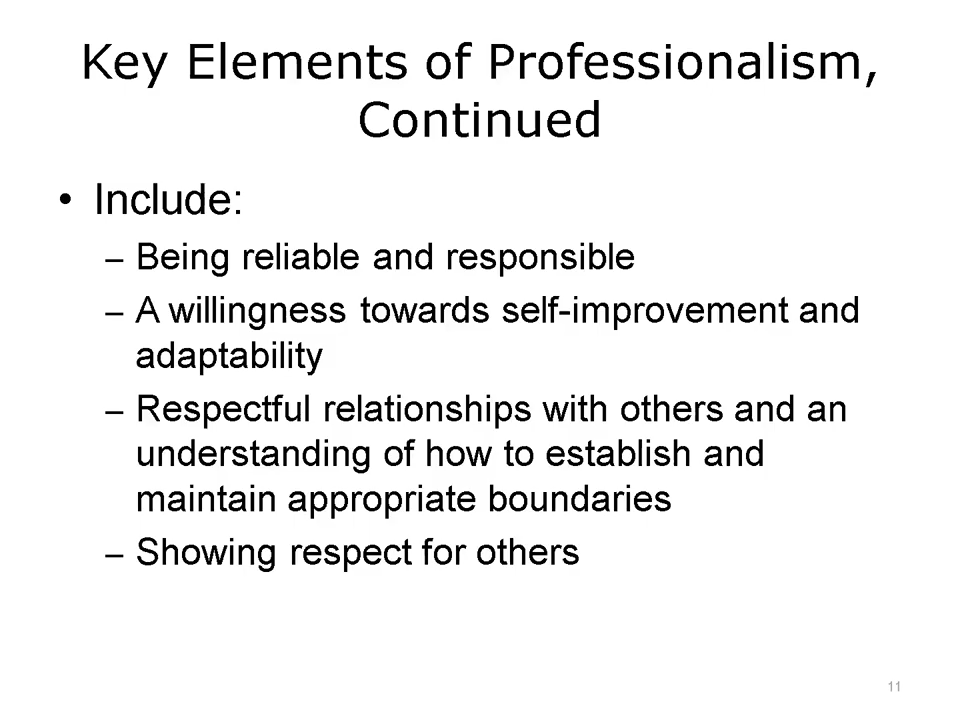 Key Elements of Professionalism,
Continued
• Include:
– Being reliable and responsible
– A willingness towards self-improvement and
adaptability
– Respectful relationships with others and an
understanding of how to establish and
maintain appropriate boundaries
– Showing respect for others
11